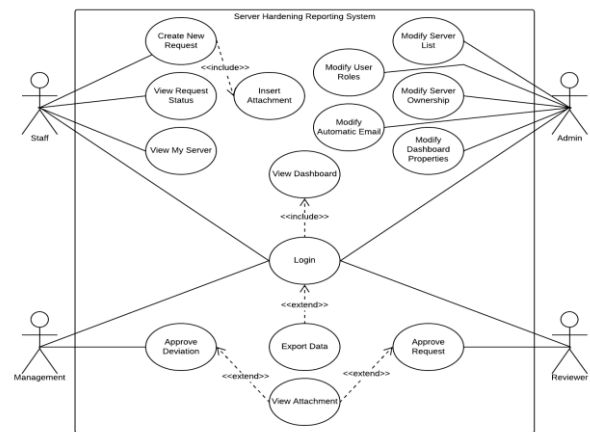 Server Hardening Reporting System
Create New
Request
<<include>>
Insert
Attachment
View Request
Status
View My Server
Staff
Modify Server
List
Modify User
Roles
Modify Server
Ownership
Modify
Automatic Email
Modify
Dashboard
Properties
Admin
View Dashboard
<<include>>
Login
<<extend>>
Export Data
Approve
Deviation
Approve
Request
<<extend>>
<<extend>>
View Attachment
Management
Reviewer